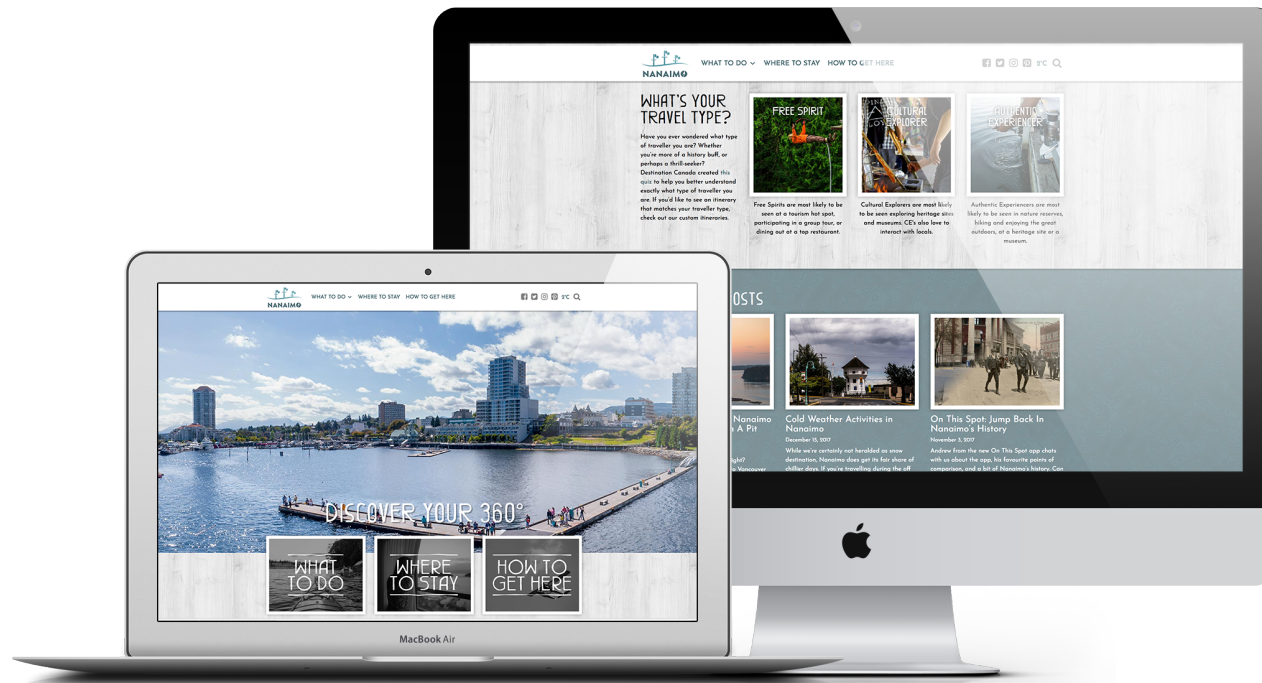 NANAIMO
WHAT TO DO
WHERE TO STAY
HOW TO GET HERE
5°C
WHAT'S YOUR
TRAVEL TYPE?
Have you ever wondered what type
of traveller you are? Whether
you're more of a history buff, or
perhaps a thrill-seeker?
Destination Canada created this
quiz to help you better understand
exactly what type of traveller you
are. If you'd like to see an itinerary
that matches your traveller type,
check out our custom itineraries.
FREE SPIRIT
Free Spirits are most likely to be
seen at a tourism hot spot,
participating in a group tour, or
dining out at a top restaurant.
CULTURAL
EXPLORER
Cultural Explorers are most likely
to be seen exploring heritage sites
and museums. CE's also love to
interact with locals.
AUTHENTIC
EXPERIENCER
Authentic Experiencers are most
likely to be seen in nature reserves,
hiking and enjoying the great
outdoors, at a heritage site or a
museum.
OSTS
Nanaimo
A Pit
ight?
Vancouver
Cold Weather Activities in
Nanaimo
December 15, 2017
While we're certainly not heralded as snow
destination, Nanaimo does get its fair share of
chillier days. If you're travelling during the off
On This Spot: Jump Back In
Nanaimo's History
November 3, 2017
Andrew from the new On This Spot app chats
with us about the app, his favourite points of
comparison, and a bit of Nanaimo's history. Can
NANAIMO
WHAT TO DO
WHERE TO STAY
HOW TO GET HERE
5°C
DISCOVER YOUR 360°
WHAT
TO DO
WHERE
TO STAY
HOW TO
GET HERE
MacBook Air